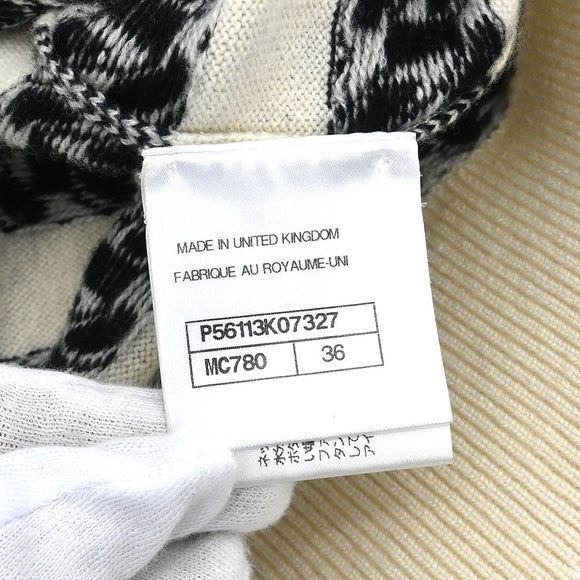 MADE IN UNITED KINGDOM
FABRIQUE AU ROYAUME-UNI
P56113K07327
MC780 36